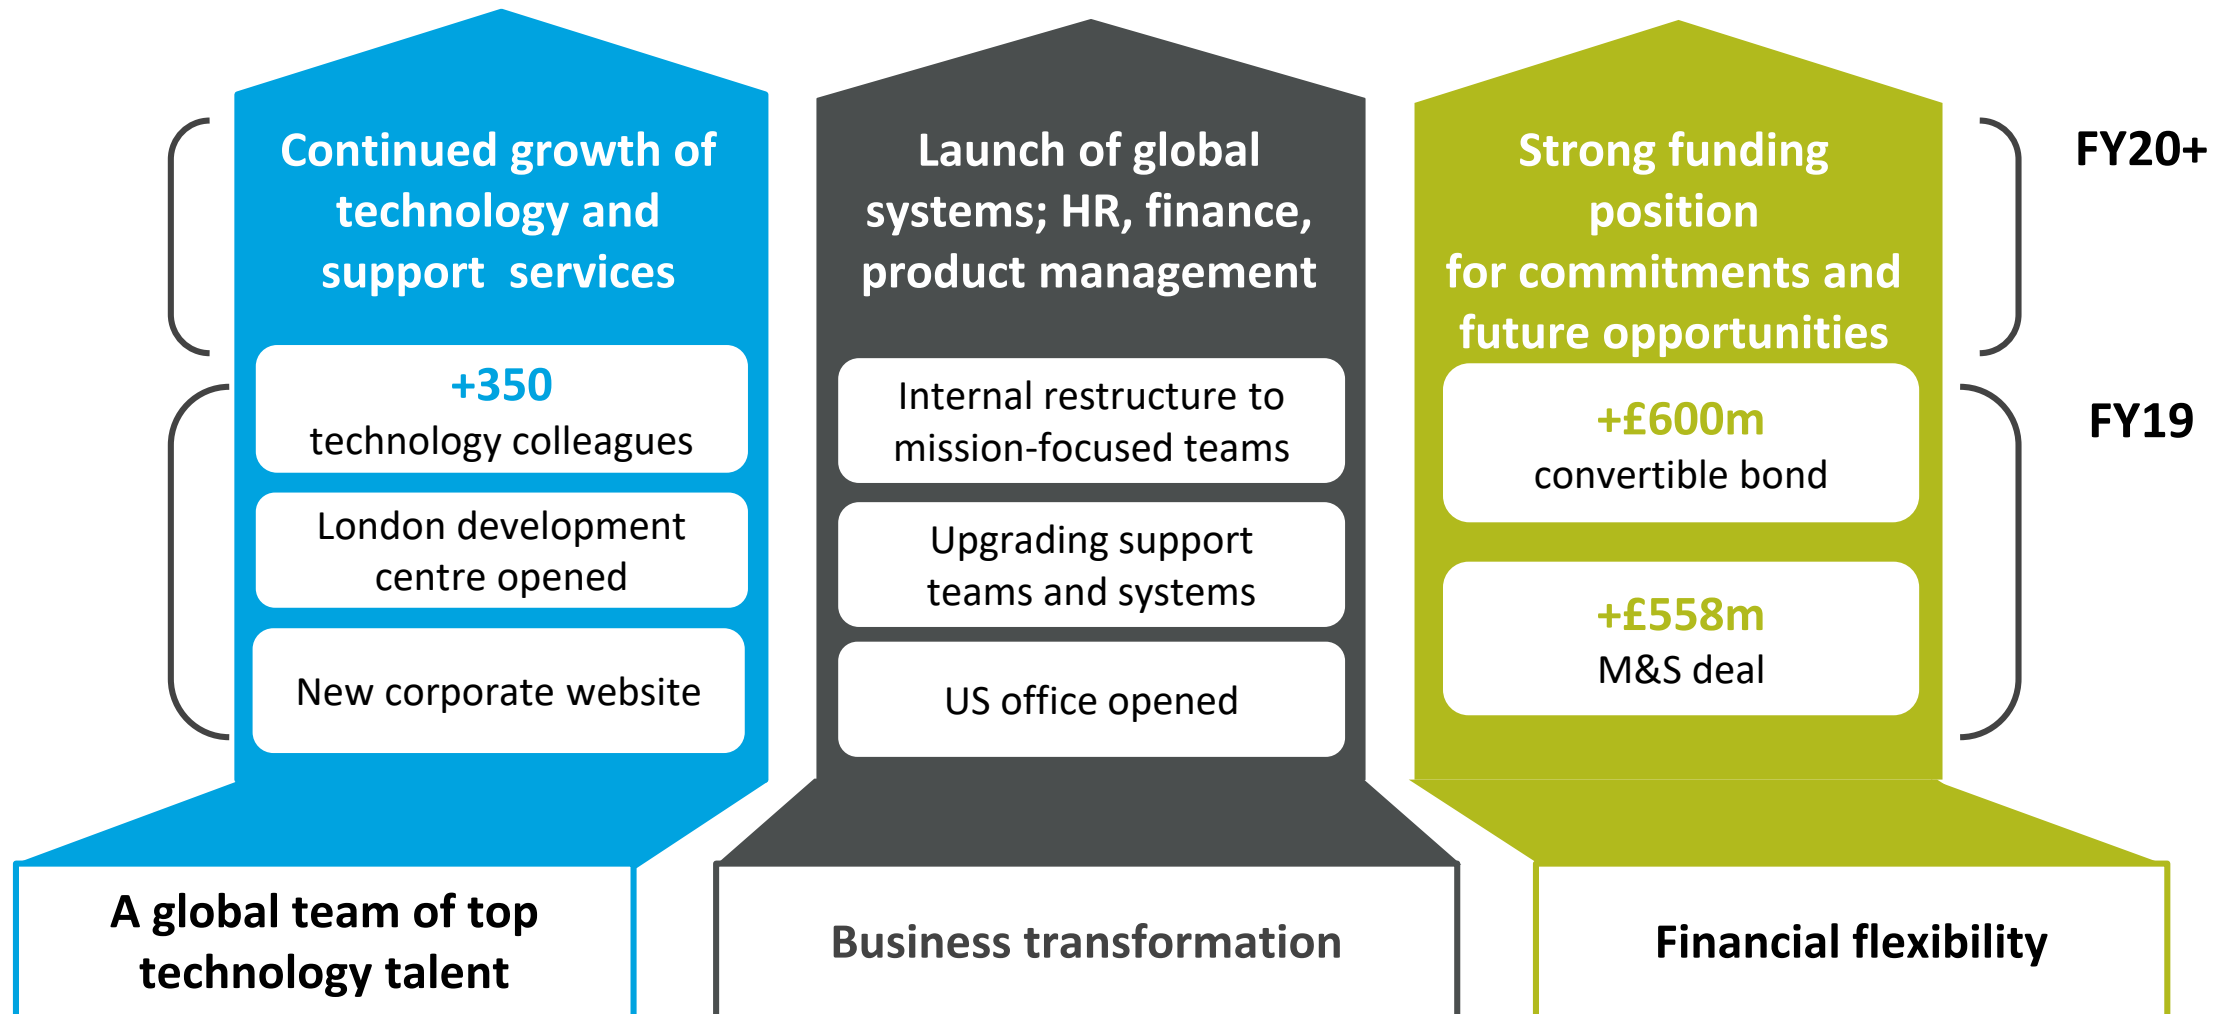 Continued growth of
technology and
support services
+350
technology colleagues
London development
centre opened
New corporate website
A global team of top
technology talent
Launch of global
systems; HR, finance,
product management
Internal restructure to
mission-focused teams
Upgrading support
teams and systems
US office opened
Business transformation
Strong funding
position
for commitments and
future opportunities
+£600m
convertible bond
+£558m
M&S deal
Financial flexibility
FY20+
FY19